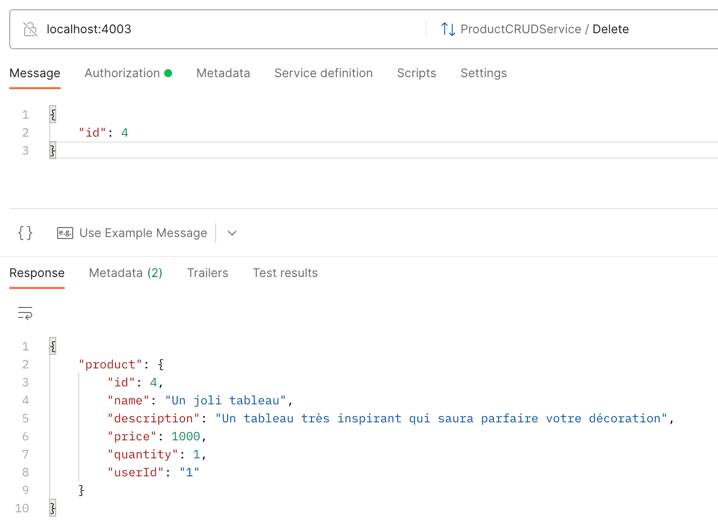 localhost:4003 ProductCRUDService / Delete
Message Authorization Metadata Service definition Scripts Settings
1 {
2 "id": 4
3 }
{} e.g. Use Example Message
Response Metadata (2) Trailers Test results
1 {
2 "product": {
3 "id": 4,
4 "name": "Un joli tableau",
5 "description": "Un tableau très inspirant qui saura parfaire votre décoration",
6 "price": 1000,
7 "quantity": 1,
8 "userId": "1"
9 }
10 }